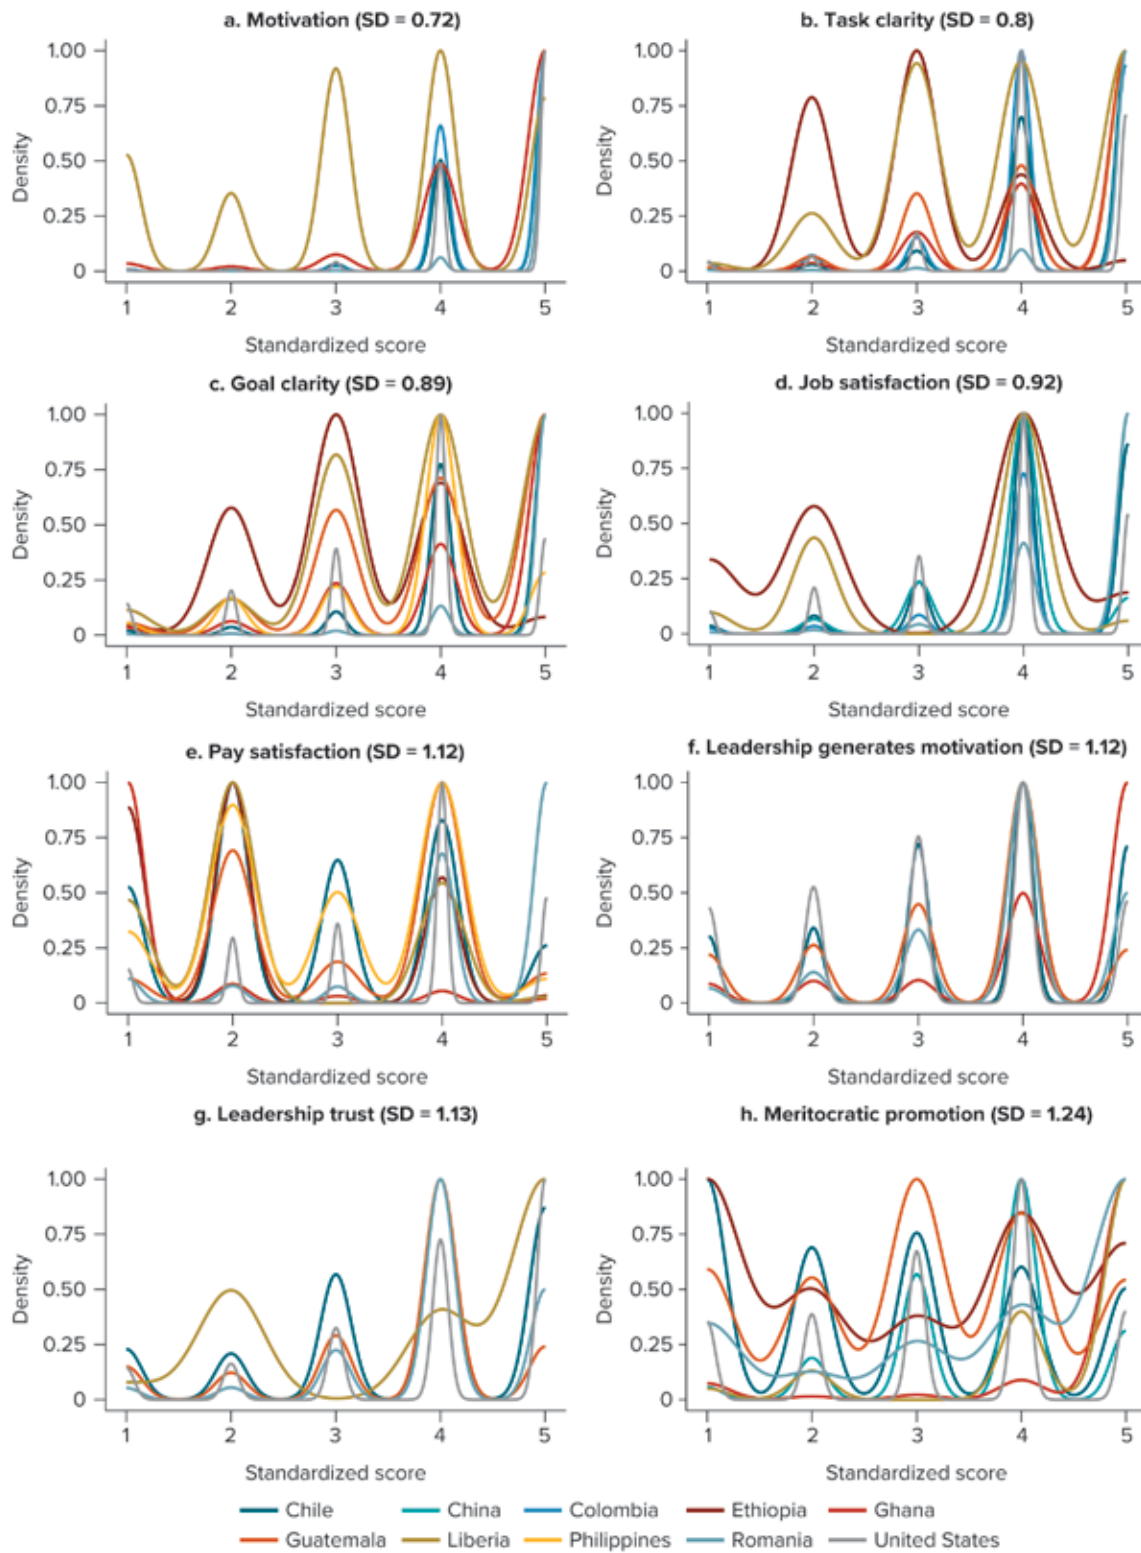 a. Motivation (SD = 0.72)
1.00
0.75
0.50
0.25
0
Density
1 2 3 4 5
Standardized score
b. Task clarity (SD = 0.8)
1.00
0.75
0.50
0.25
0
Density
1 2 3 4 5
Standardized score
c. Goal clarity (SD = 0.89)
1.00
0.75
0.50
0.25
0
Density
1 2 3 4 5
Standardized score
d. Job satisfaction (SD = 0.92)
1.00
0.75
0.50
0.25
0
Density
1 2 3 4 5
Standardized score
e. Pay satisfaction (SD = 1.12)
1.00
0.75
0.50
0.25
0
Density
1 2 3 4 5
Standardized score
f. Leadership generates motivation (SD = 1.12)
1.00
0.75
0.50
0.25
0
Density
1 2 3 4 5
Standardized score
g. Leadership trust (SD = 1.13)
1.00
0.75
0.50
0.25
0
Density
1 2 3 4 5
Standardized score
h. Meritocratic promotion (SD = 1.24)
1.00
0.75
0.50
0.25
0
Density
1 2 3 4 5
Standardized score
Chile China Colombia Ethiopia Ghana
Guatemala Liberia Philippines Romania United States